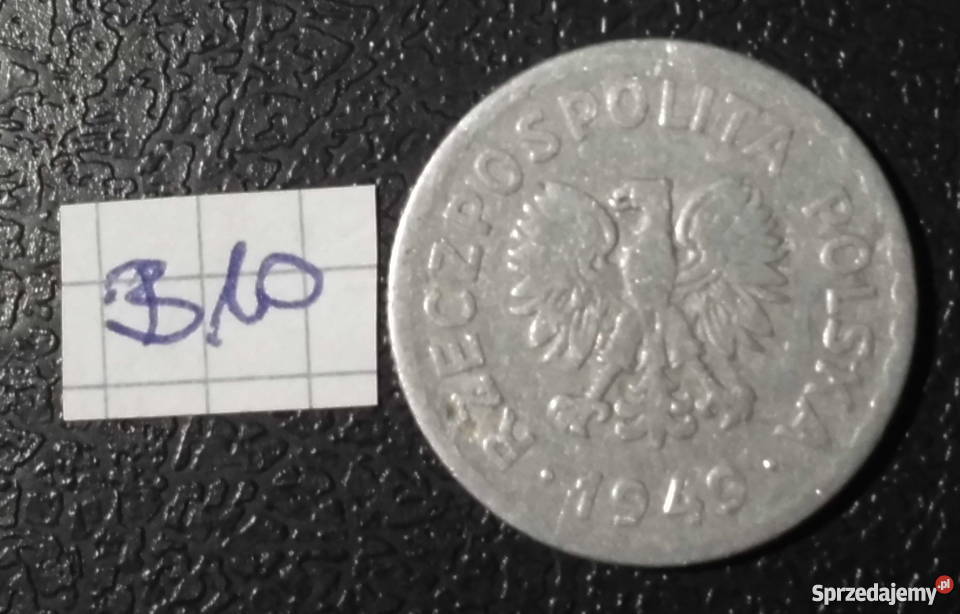 B10
RZECZPOSPOLITA POLSKA
· 1949 ·
Sprzedajemy.pl